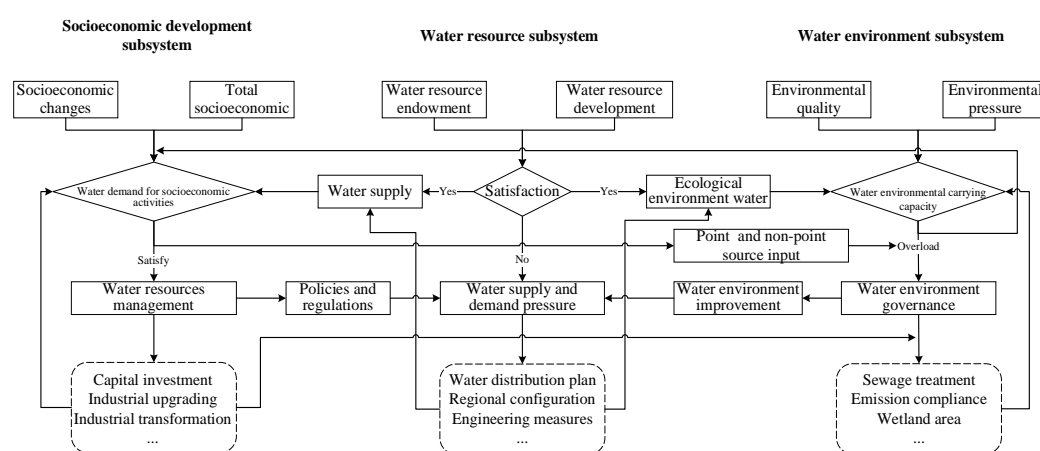 Socioeconomic development
subsystem
Water resource subsystem
Water environment subsystem
Socioeconomic
changes
Total
socioeconomic
Water resource
endowment
Water resource
development
Environmental
quality
Environmental
pressure
Water demand for socioeconomic
activities
Water supply
Yes
Satisfaction
Yes
Ecological
environment water
Water environmental carrying
capacity
Point and non-point
source input
Overload
Satisfy
No
Water resources
management
Policies and
regulations
Water supply and
demand pressure
Water environment
improvement
Water environment
governance
Capital investment
Industrial upgrading
Industrial transformation
...
Water distribution plan
Regional configuration
Engineering measures
...
Sewage treatment
Emission compliance
Wetland area
...